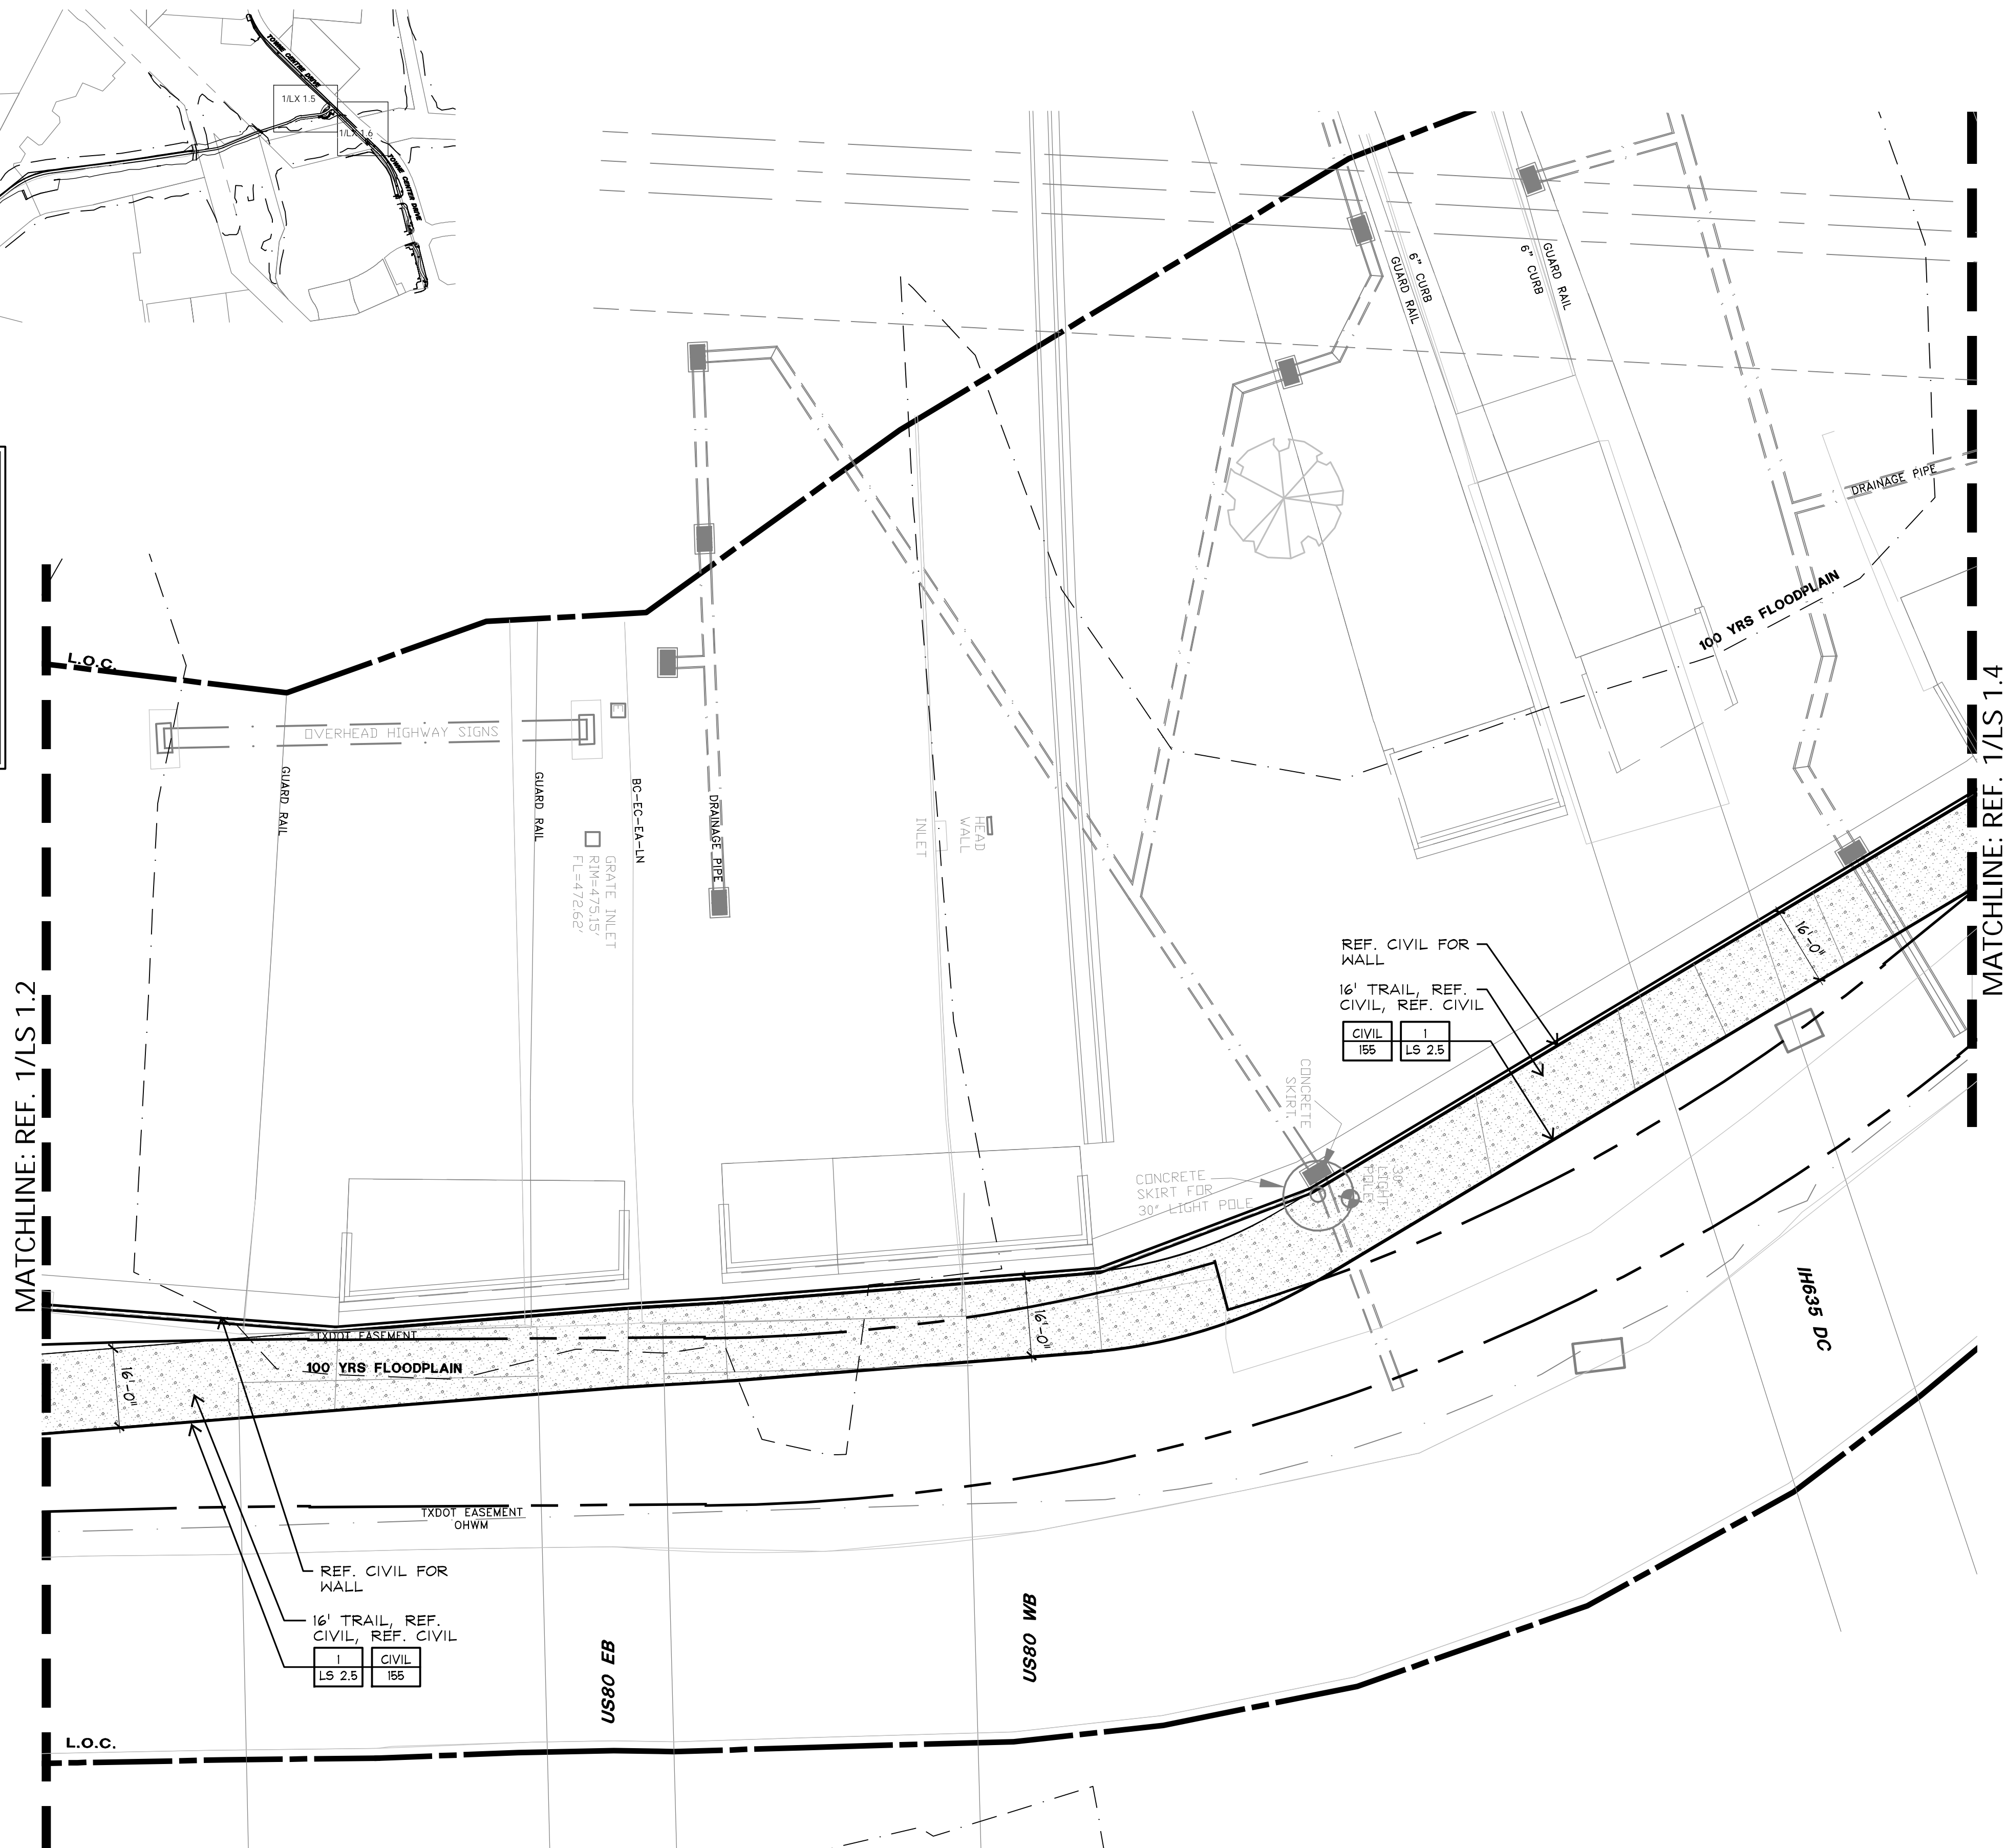 TOWNE CENTRE DRIVE
1/LX 1.5
1/LX 1.6
TOWNE CENTER DRIVE
6" CURB
GUARD RAIL
GUARD RAIL
6" CURB
DRAINAGE PIPE
100 YRS FLOODPLAIN
L.O.C.
OVERHEAD HIGHWAY SIGNS
E
GUARD RAIL
GUARD RAIL
BC-EC-EA-LN
DRAINAGE PIPE
GRATE INLET
RIM=475.15'
FL=472.62'
INLET
HEAD
WALL
MATCHLINE: REF. 1/LS 1.4
MATCHLINE: REF. 1/LS 1.2
REF. CIVIL FOR
WALL
16' TRAIL, REF.
CIVIL, REF. CIVIL
CIVIL
155
1
LS 2.5
16'-0"
CONCRETE
SKIRT
CONCRETE
SKIRT FOR
30" LIGHT POLE
30"
LIGHT
POLE
IH635 DC
16'-0"
TXDOT EASEMENT
100 YRS FLOODPLAIN
16'-0"
TXDOT EASEMENT
OHWM
REF. CIVIL FOR
WALL
16' TRAIL, REF.
CIVIL, REF. CIVIL
1
LS 2.5
CIVIL
155
US80 EB
US80 WB
L.O.C.